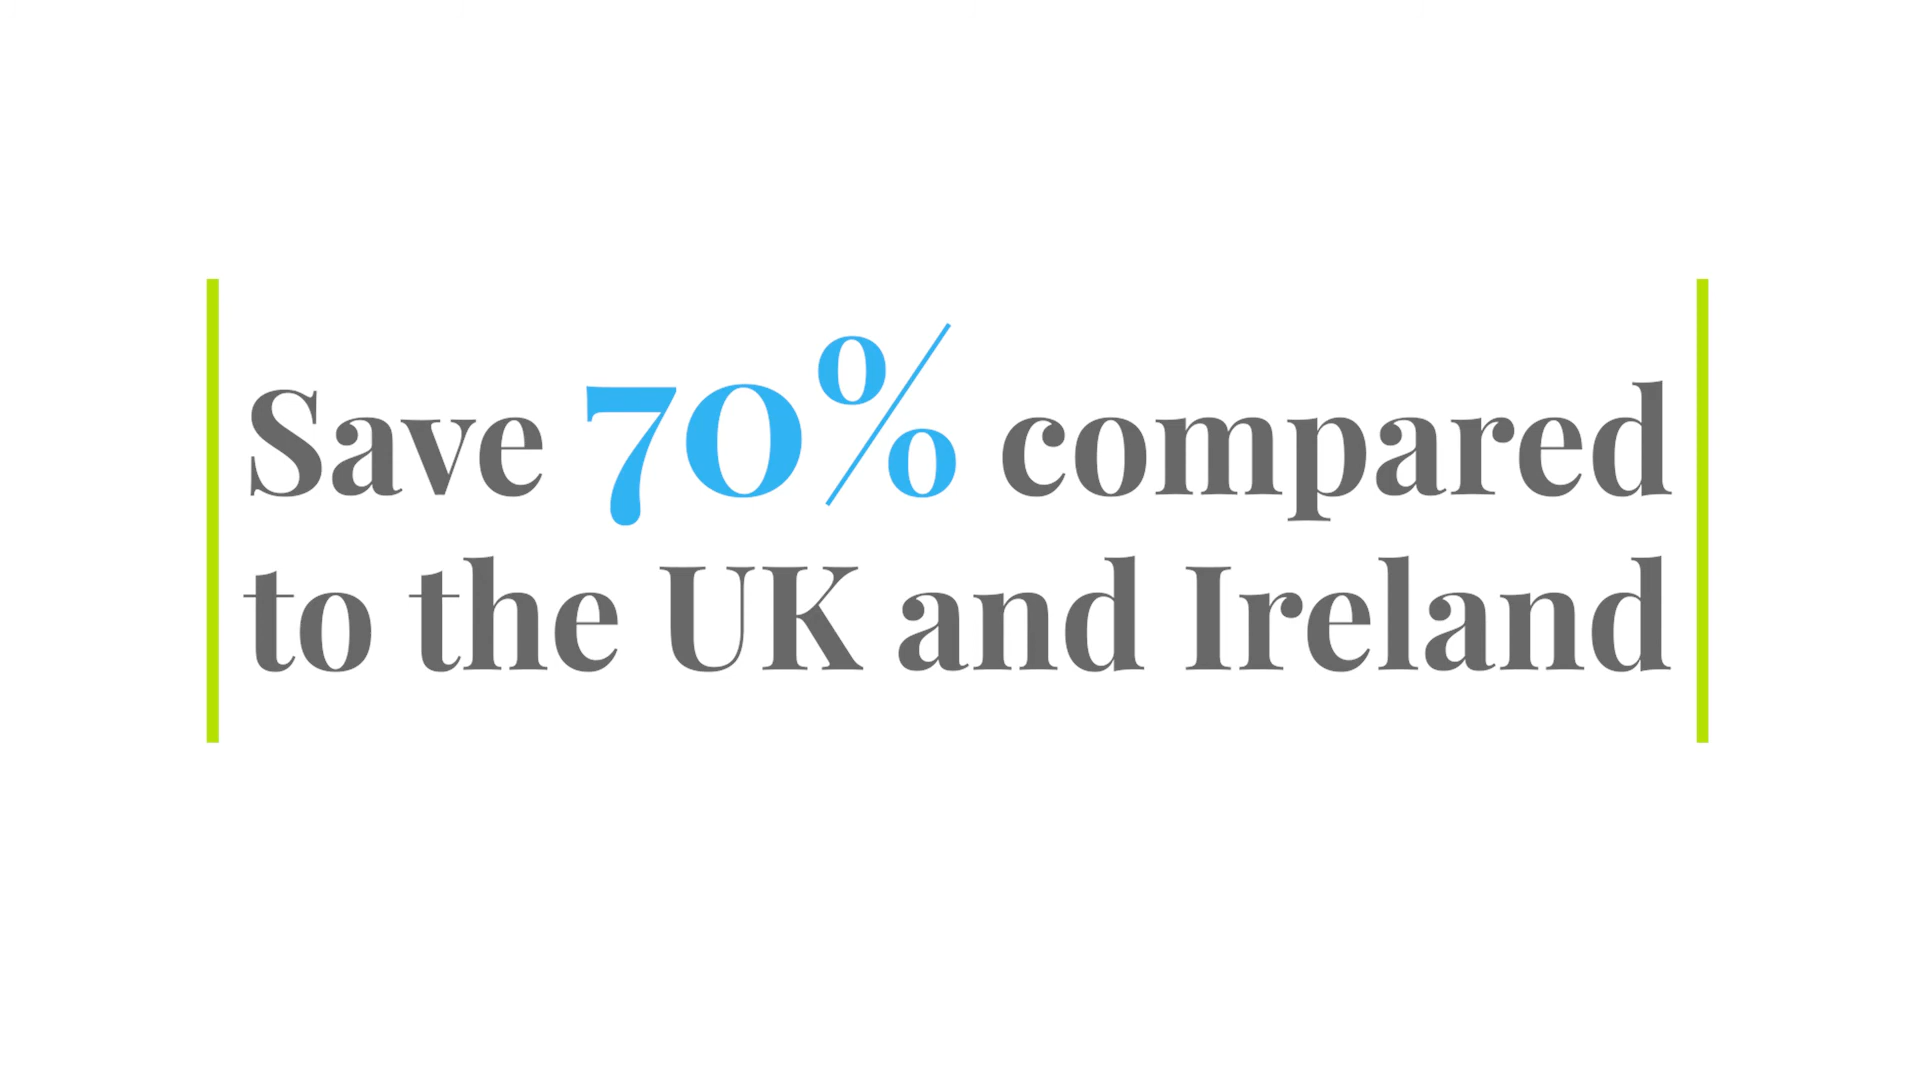 Save 70% compared
to the UK and Ireland